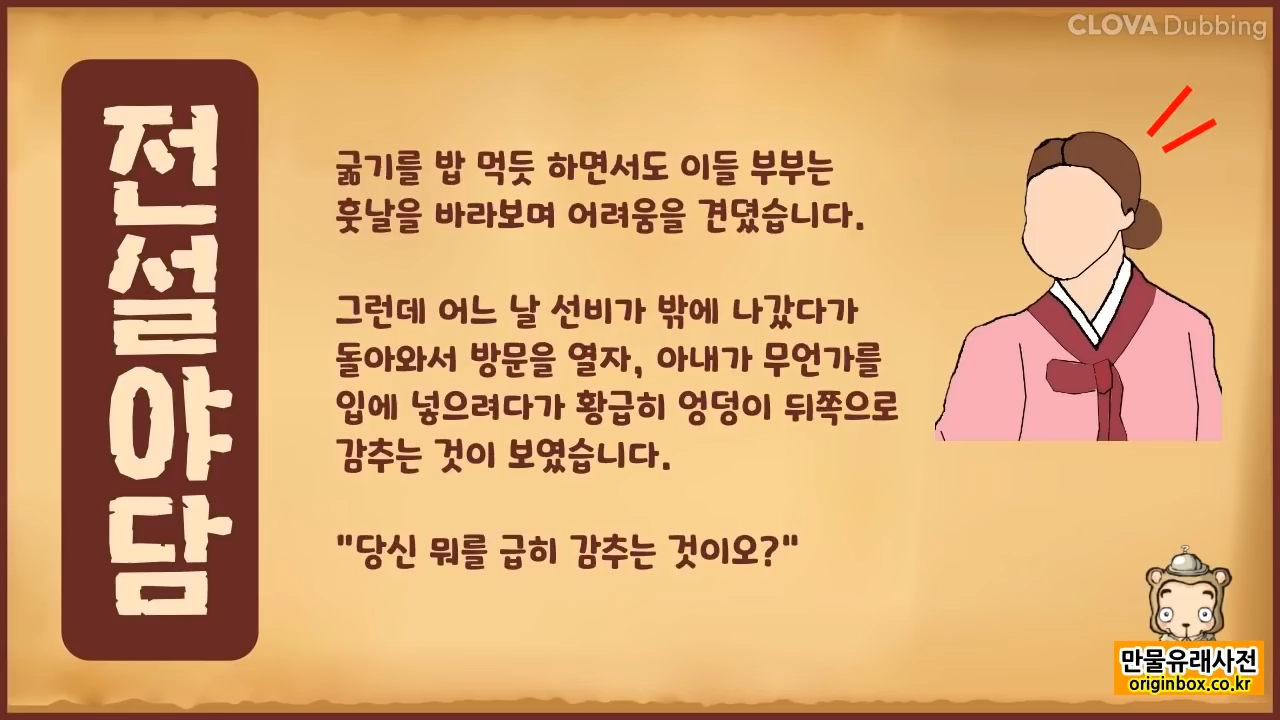 CLOVA Dubbing
전설야담
굶기를 밥 먹듯 하면서도 이들 부부는
훗날을 바라보며 어려움을 견뎠습니다.
그런데 어느 날 선비가 밖에 나갔다가
돌아와서 방문을 열자, 아내가 무언가를
입에 넣으려다가 황급히 엉덩이 뒤쪽으로
감추는 것이 보였습니다.
"당신 뭐를 급히 감추는 것이오?"
만물유래사전
originbox.co.kr